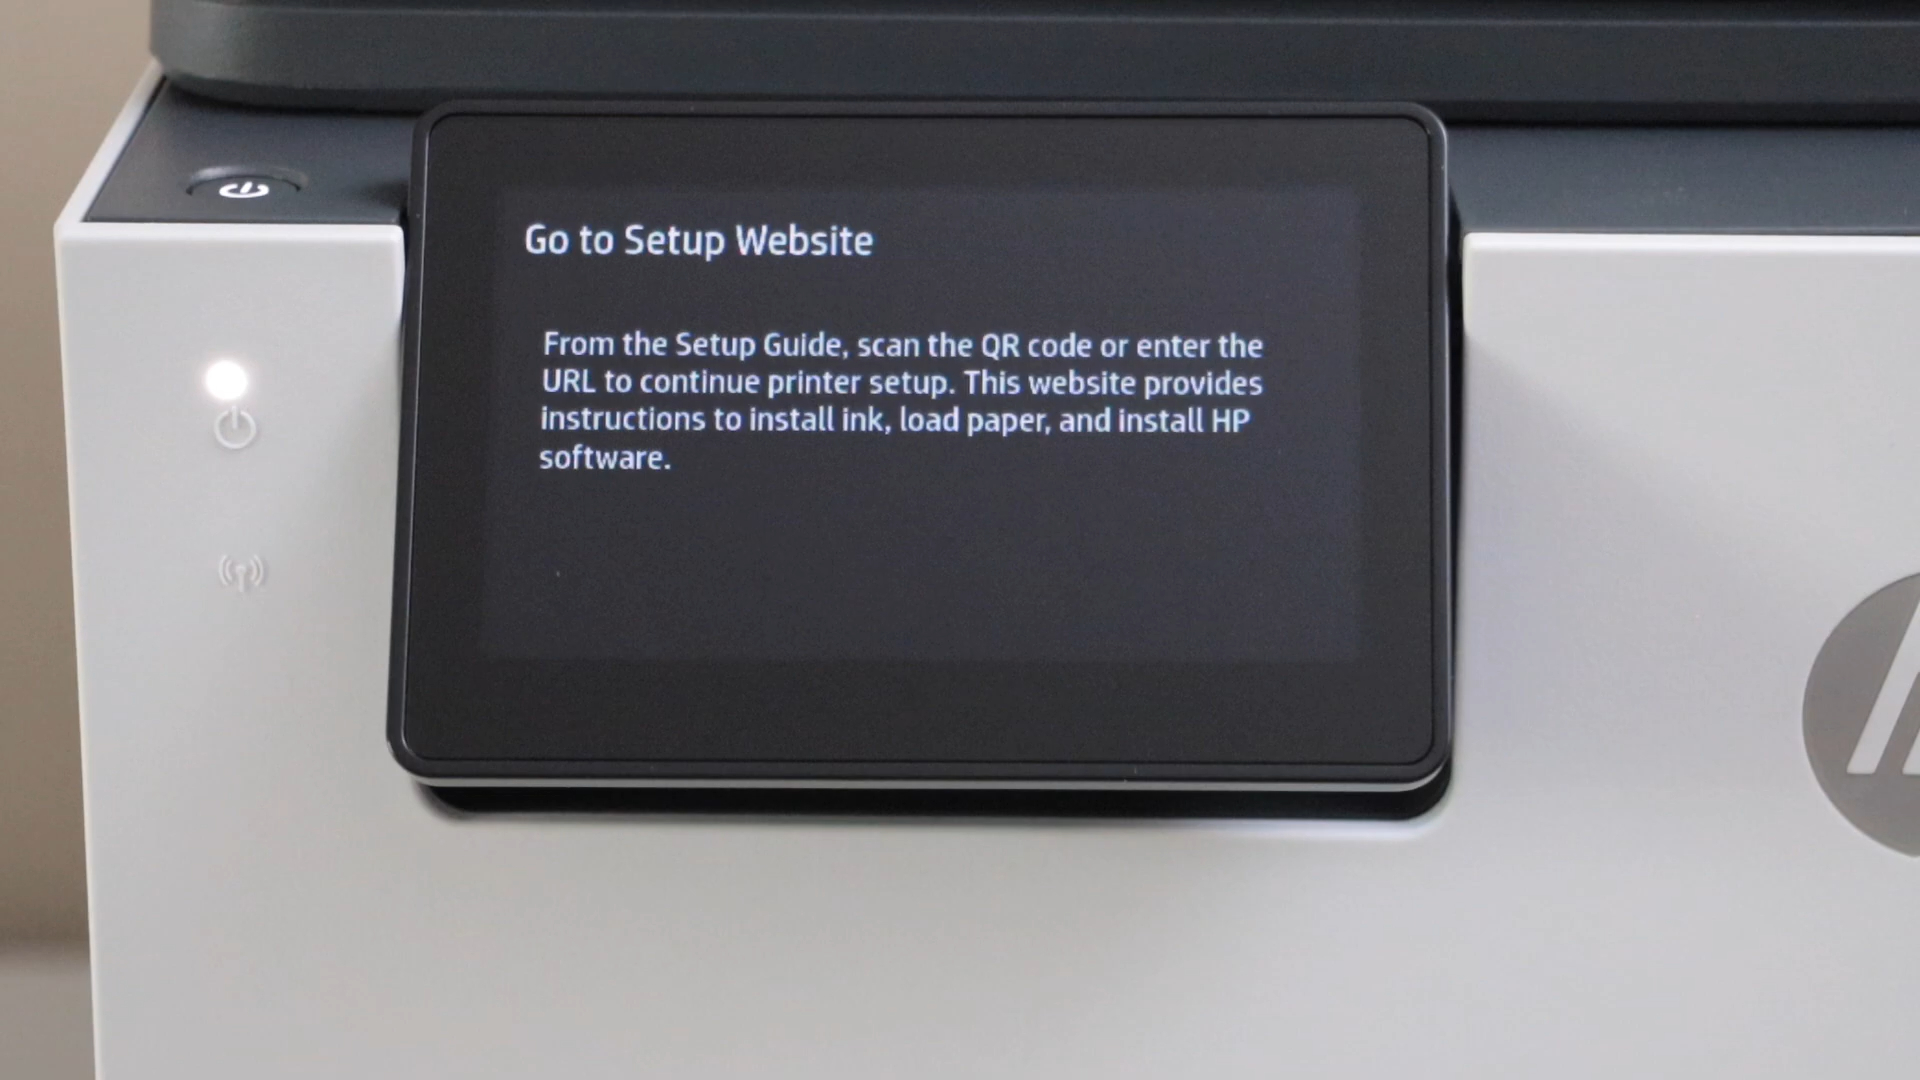 Go to Setup Website
From the Setup Guide, scan the QR code or enter the
URL to continue printer setup. This website provides
instructions to install ink, load paper, and install HP
software.